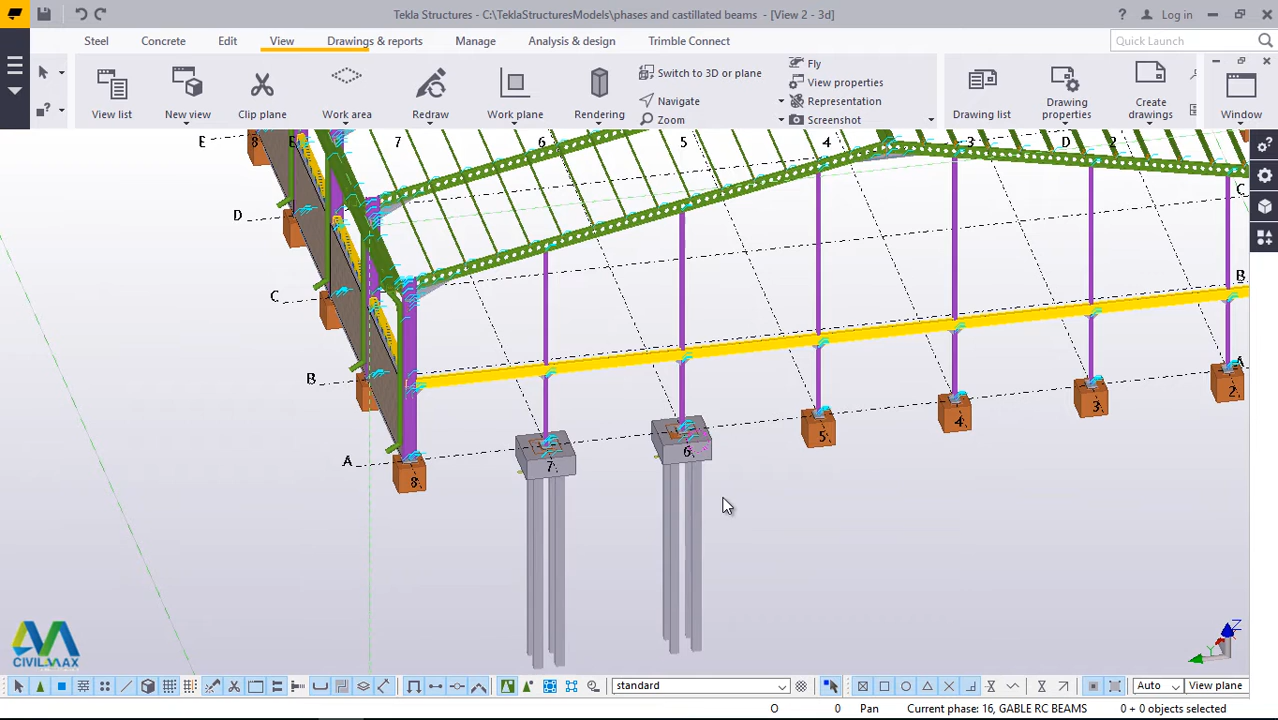 Tekla Structures - C:\TeklaStructuresModels\phases and castillated beams - [View 2 - 3d]
Log in
Steel Concrete Edit View Drawings & reports Manage Analysis & design Trimble Connect
Quick Launch
View list
New view
Clip plane
Work area
Redraw
Work plane
Rendering
Switch to 3D or plane
Navigate
Zoom
Fly
View properties
Representation
Screenshot
Drawing list
Drawing properties
Create drawings
Window
E 8 E 7 6 5 4 3 D 2
D C
C B
B A
A
8 7 6 5 4 3 2
CIVILMAX
Z
Y
standard
Auto
View plane
O 0 Pan Current phase: 16, GABLE RC BEAMS 0 + 0 objects selected